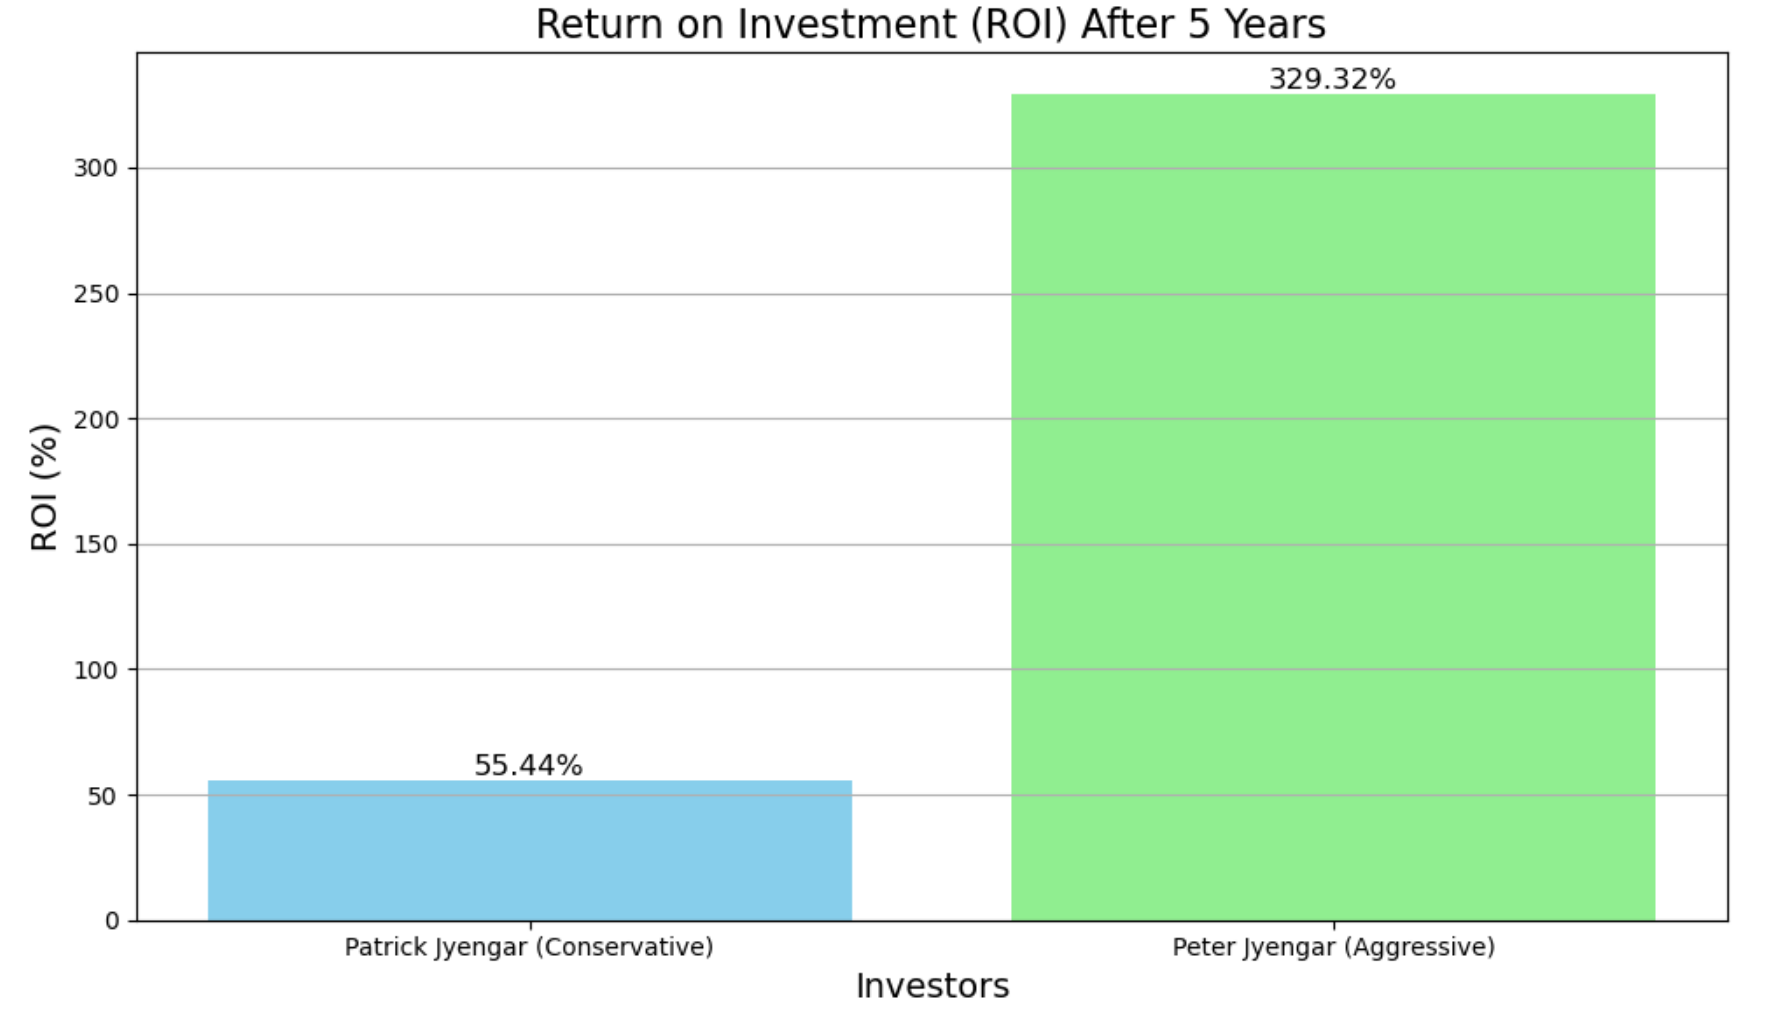 Return on Investment (ROI) After 5 Years
329.32%
300
250
200
150
100
50
0
ROI (%)
55.44%
Patrick Jyengar (Conservative)
Peter Jyengar (Aggressive)
Investors